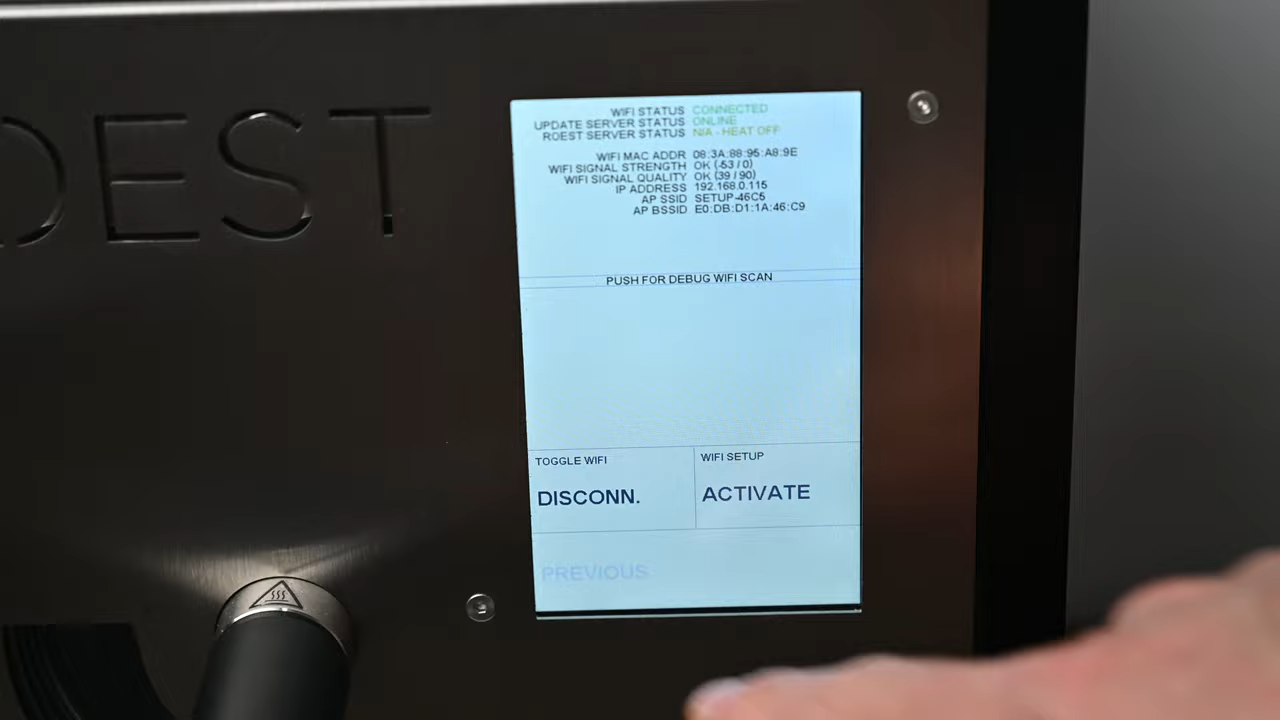 OEST
WIFI STATUS CONNECTED
UPDATE SERVER STATUS ONLINE
ROEST SERVER STATUS N/A - HEAT OFF
WIFI MAC ADDR 08:3A:88:95:A8:9E
WIFI SIGNAL STRENGTH OK (-53 / 0)
WIFI SIGNAL QUALITY OK (39 / 90)
IP ADDRESS 192.168.0.115
AP SSID SETUP-46C5
AP BSSID E0:DB:D1:1A:46:C9
PUSH FOR DEBUG WIFI SCAN
TOGGLE WIFI
DISCONN.
WIFI SETUP
ACTIVATE
PREVIOUS